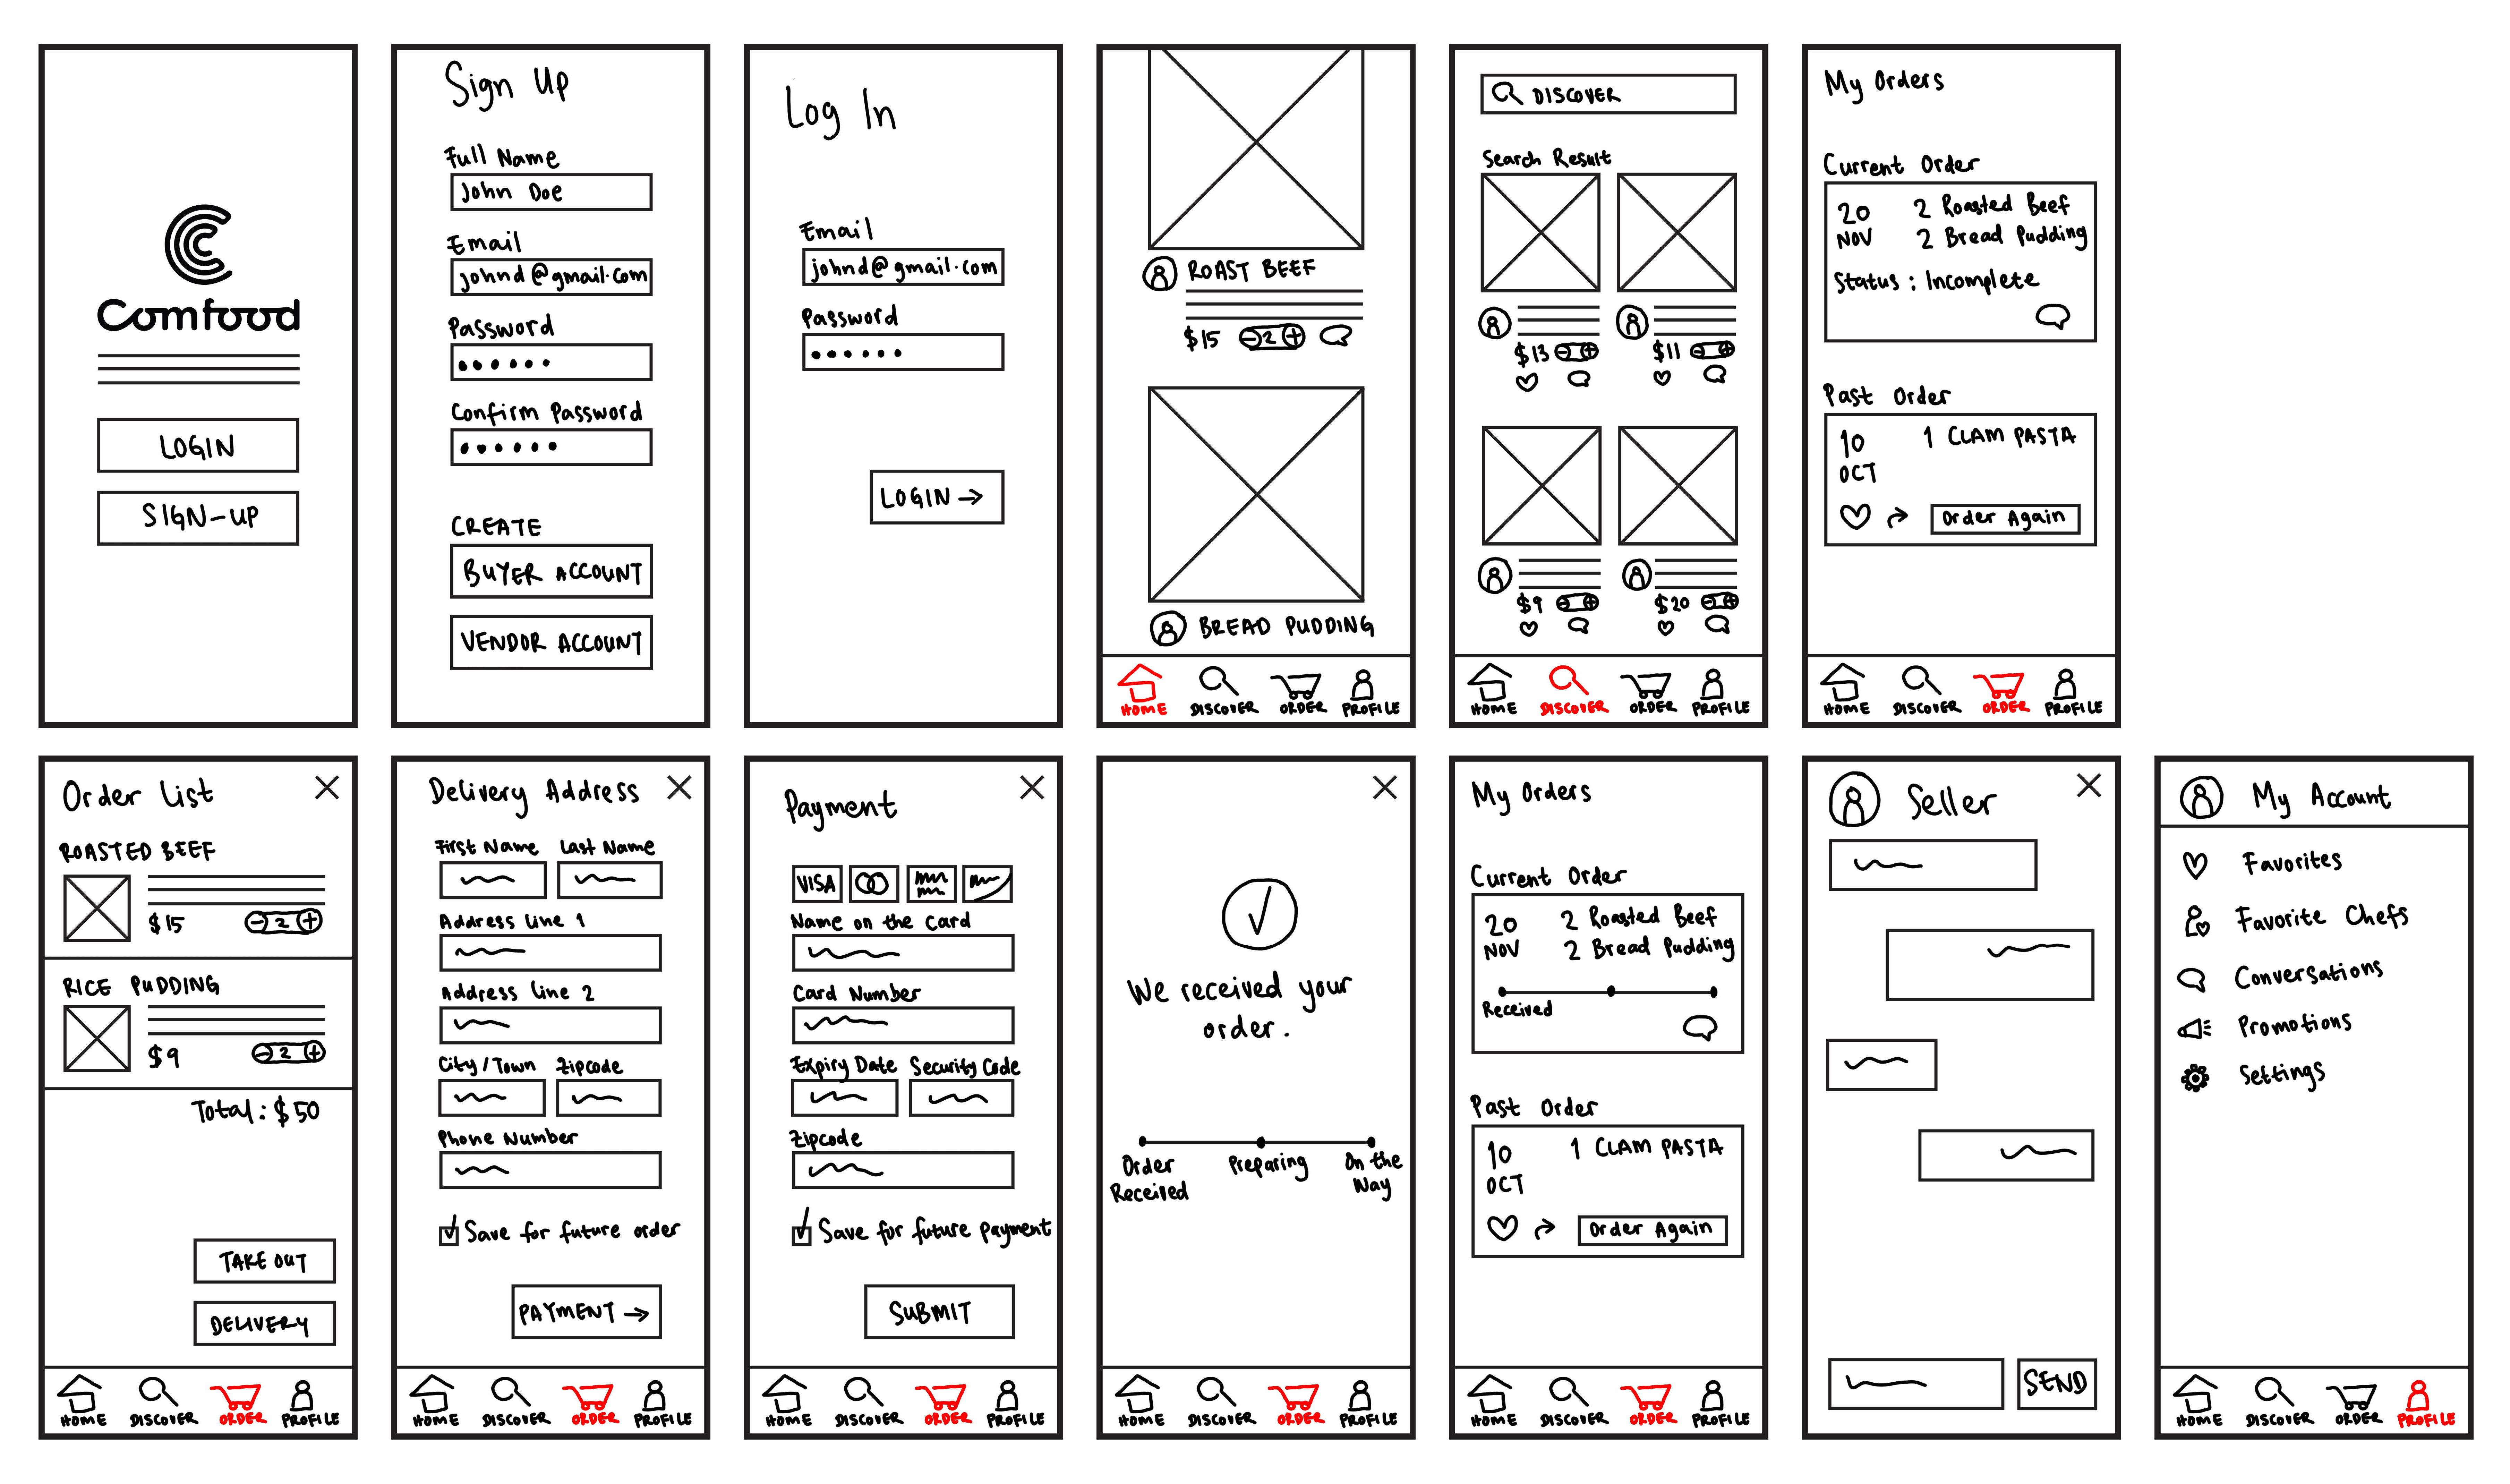 Comfood
LOGIN
SIGN-UP
Sign Up
Full Name
John Doe
Email
johnd@gmail.com
Password
Confirm Password
CREATE
BUYER ACCOUNT
VENDOR ACCOUNT
Log In
Email
johnd@gmail.com
Password
LOGIN →
ROAST BEEF
$15 − 2 +
BREAD PUDDING
HOME DISCOVER ORDER PROFILE
DISCOVER
Search Result
$13 − + $11 − +
$9 − + $20 − +
HOME DISCOVER ORDER PROFILE
My Orders
Current Order
20 2 Roasted Beef
NOV 2 Bread Pudding
Status : Incomplete
Past Order
10 1 CLAM PASTA
OCT
Order Again
HOME DISCOVER ORDER PROFILE
Order List
ROASTED BEEF
$15 − 2 +
RICE PUDDING
$9 − 2 +
Total: $50
TAKE OUT
DELIVERY
HOME DISCOVER ORDER PROFILE
Delivery Address
First Name Last Name
Address line 1
Address line 2
City / Town Zipcode
Phone Number
Save for future order
PAYMENT →
HOME DISCOVER ORDER PROFILE
Payment
VISA
Name on the Card
Card Number
Expiry Date Security Code
Zipcode
Save for future payment
SUBMIT
HOME DISCOVER ORDER PROFILE
We received your
order.
Order Preparing On the
Received Way
HOME DISCOVER ORDER PROFILE
My Orders
Current Order
20 2 Roasted Beef
NOV 2 Bread Pudding
Received
Past Order
10 1 CLAM PASTA
OCT
Order Again
HOME DISCOVER ORDER PROFILE
Seller
SEND
My Account
Favorites
Favorite Chefs
Conversations
Promotions
Settings
HOME DISCOVER ORDER PROFILE